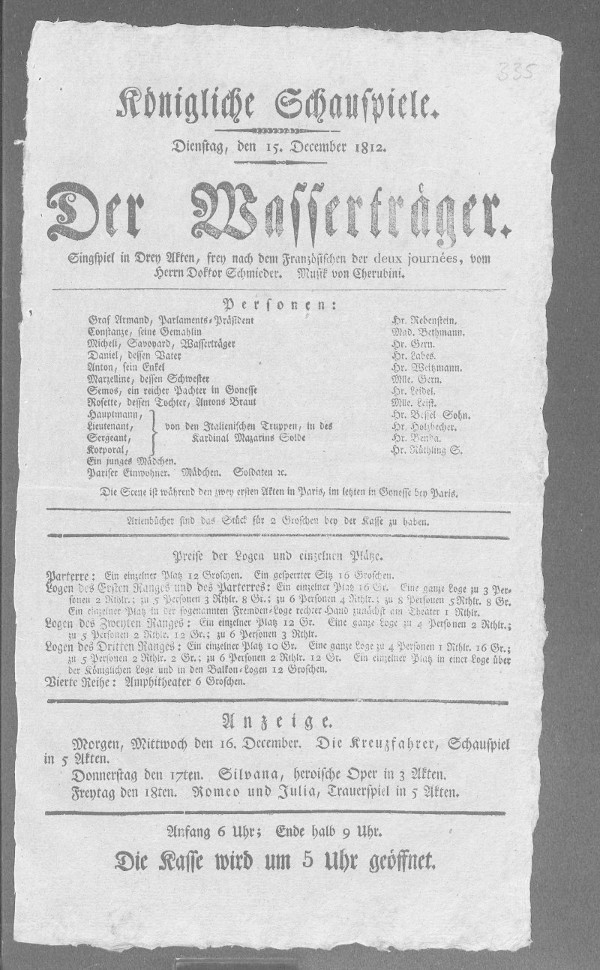 335
Königliche Schauspiele.
Dienstag, den 15. December 1812.
Der Wasserträger.
Singspiel in Drey Akten, frey nach dem Französischen der deux journées, vom
Herrn Doktor Schmieder. Musik von Cherubini.
Personen:
Graf Armand, Parlaments-Präsident Hr. Rebenstein.
Constanze, seine Gemahlin Mad. Bethmann.
Micheli, Savoyard, Wasserträger Hr. Gern.
Daniel, dessen Vater Hr. Labes.
Anton, sein Enkel Hr. Weitzmann.
Marzelline, dessen Schwester Mlle. Gern.
Semos, ein reicher Pachter in Gonesse Hr. Leidel.
Rosette, dessen Tochter, Antons Braut Mlle. Leist.
Hauptmann, Hr. Bessel Sohn.
Lieutenant, von den Italienischen Truppen, in des Hr. Holzbecher.
Sergeant, Kardinal Mazarins Solde Hr. Benda.
Korporal, Hr. Rüthling S.
Ein junges Mädchen.
Pariser Einwohner. Mädchen. Soldaten ꝛc.
Die Scene ist während den zwey ersten Akten in Paris, im letzten in Gonesse bey Paris.
Arienbücher sind das Stück für 2 Groschen bey der Kasse zu haben.
Preise der Logen und einzelnen Plätze.
Parterre: Ein einzelner Platz 12 Groschen. Ein gesperrter Sitz 16 Groschen.
Logen des Ersten Ranges und des Parterres: Ein einzelner Platz 16 Gr. Eine ganze Loge zu 3 Per-
sonen 2 Rthlr.; zu 5 Personen 3 Rthlr. 8 Gr.; zu 6 Personen 4 Rthlr.; zu 8 Personen 5 Rthlr. 8 Gr.
Ein einzelner Platz in der sogenannten Fremden-Loge rechter Hand zunächst am Theater 1 Rthlr.
Logen des Zweyten Ranges: Ein einzelner Platz 12 Gr. Eine ganze Loge zu 4 Personen 2 Rthlr.;
zu 5 Personen 2 Rthlr. 12 Gr.; zu 6 Personen 3 Rthlr.
Logen des Dritten Ranges: Ein einzelner Platz 10 Gr. Eine ganze Loge zu 4 Personen 1 Rthlr. 16 Gr.;
zu 5 Personen 2 Rthlr. 2 Gr.; zu 6 Personen 2 Rthlr. 12 Gr. Ein einzelner Platz in einer Loge über
der Königlichen Loge und in den Balkon-Logen 12 Groschen.
Vierte Reihe: Amphitheater 6 Groschen.
Anzeige.
Morgen, Mittwoch den 16. December. Die Kreuzfahrer, Schauspiel
in 5 Akten.
Donnerstag den 17ten. Silvana, heroische Oper in 3 Akten.
Freytag den 18ten. Romeo und Julia, Trauerspiel in 5 Akten.
Anfang 6 Uhr; Ende halb 9 Uhr.
Die Kasse wird um 5 Uhr geöffnet.